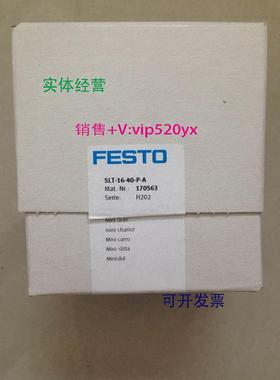 实体经营
销售+V:vip520yx
FESTO
SLT-16-40-P-A
Mat. Nr.: 170563
Serie: H202
Mini Slide
mini chariot
Mini carro
Mini slitta
Minislid
可开发票